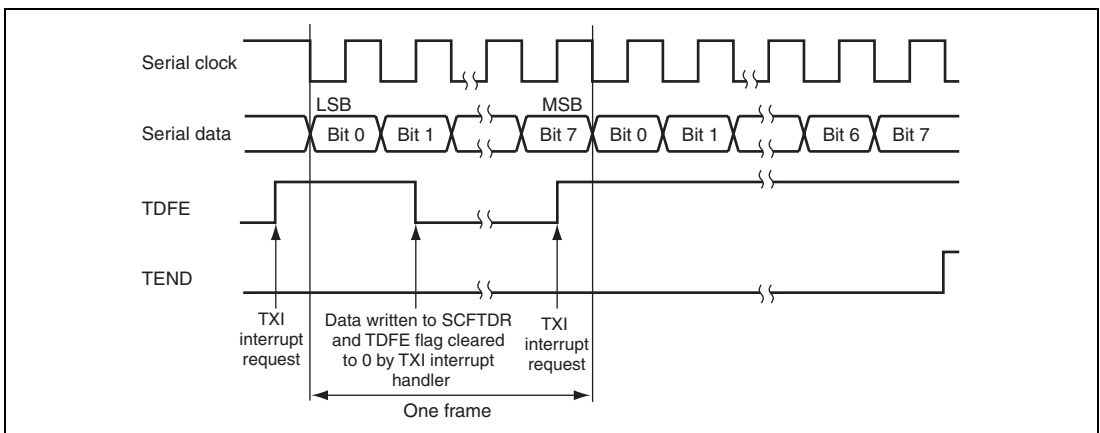 Serial clock
LSB
MSB
Serial data
Bit 0
Bit 1
Bit 7
Bit 0
Bit 1
Bit 6
Bit 7
TDFE
TEND
TXI
interrupt
request
Data written to SCFTDR
and TDFE flag cleared
to 0 by TXI interrupt
handler
TXI
interrupt
request
One frame